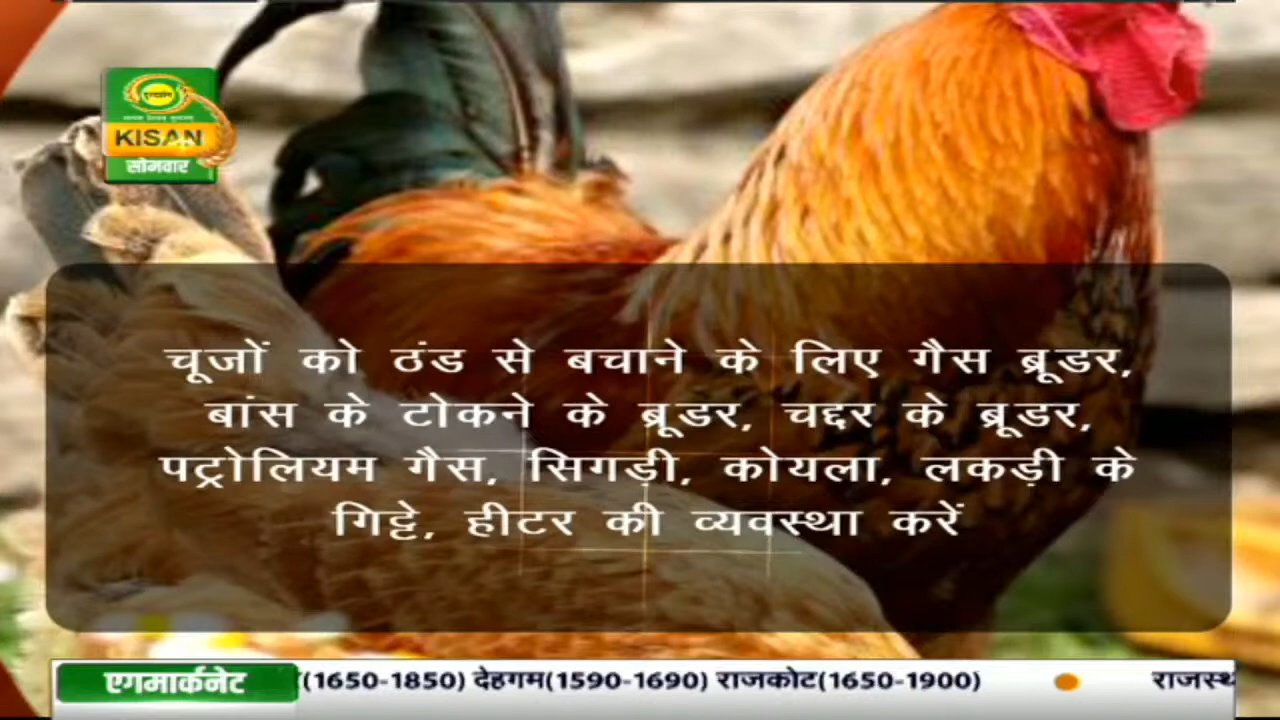 KISAN
सोमवार
चूजों को ठंड से बचाने के लिए गैस ब्रूडर,
बांस के टोकने के ब्रूडर, चद्दर के ब्रूडर,
पट्रोलियम गैस, सिगड़ी, कोयला, लकड़ी के
गिट्टे, हीटर की व्यवस्था करें
एगमार्कनेट (1650-1850) देहगम(1590-1690) राजकोट(1650-1900)